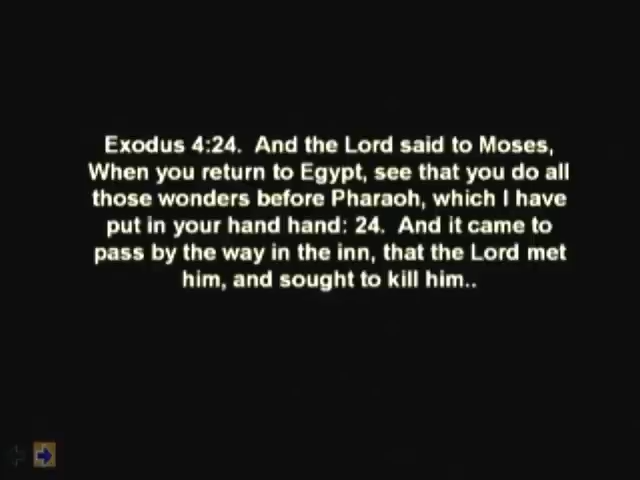 Exodus 4:24.  And the Lord said to Moses,
When you return to Egypt, see that you do all
those wonders before Pharaoh, which I have
put in your hand hand: 24.  And it came to
pass by the way in the inn, that the Lord met
him, and sought to kill him..